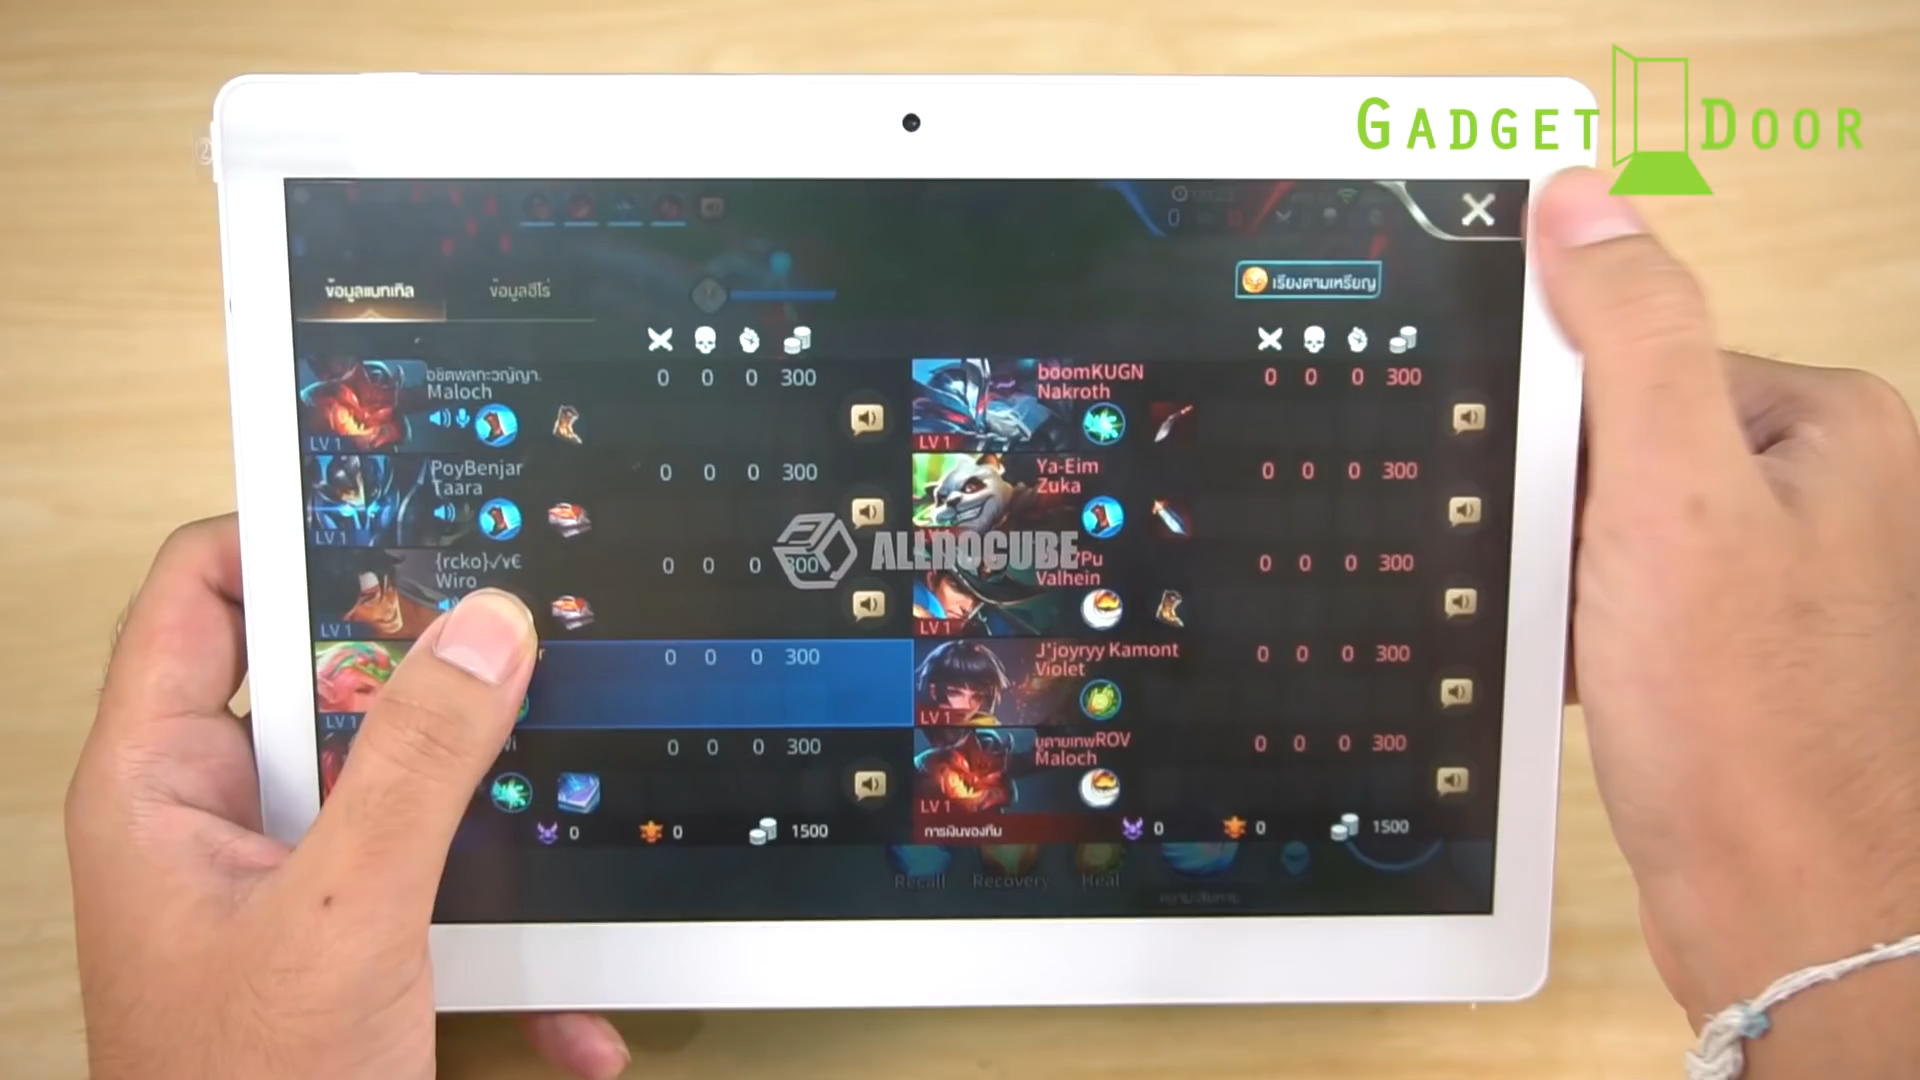 GADGET DOOR
ข้อมูลแมทเทิล
ข้อมูลฮีโร่
เรียงตามเหรียญ
Maloch
0 0 0 300
LV 1
PoyBenjar
Taara
0 0 0 300
LV 1
Wiro
0 0 0 300
LV 1
0 0 0 300
LV 1
0 0 0 300
0
0
1500
boomKUGN
Nakroth
0 0 0 300
LV 1
Ya-Eim
Zuka
0 0 0 300
Pu
Valhein
0 0 0 300
LV 1
J'joyryy Kamont
Violet
0 0 0 300
LV 1
Maloch
0 0 0 300
LV 1
การเงินของทีม
0
0
1500
ALLDOCUBE
Recall
Recovery
Heal